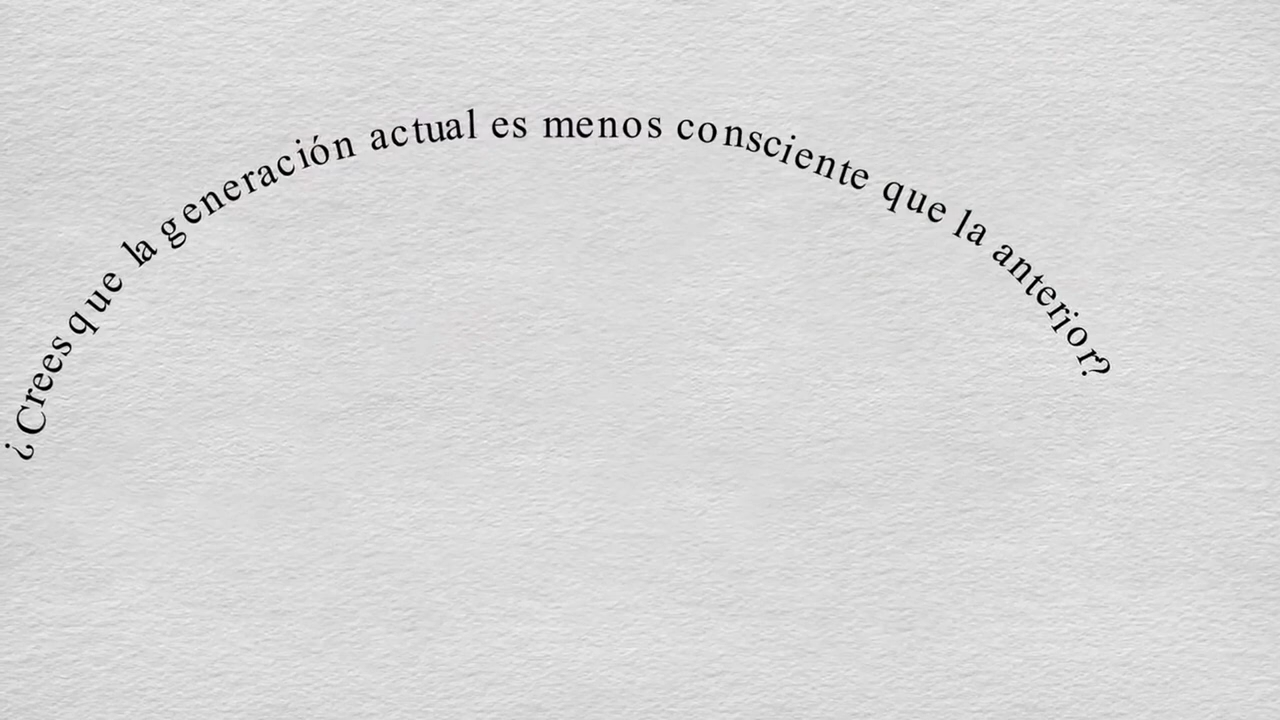 ¿Crees que la generación actual es menos consciente que la anterior?